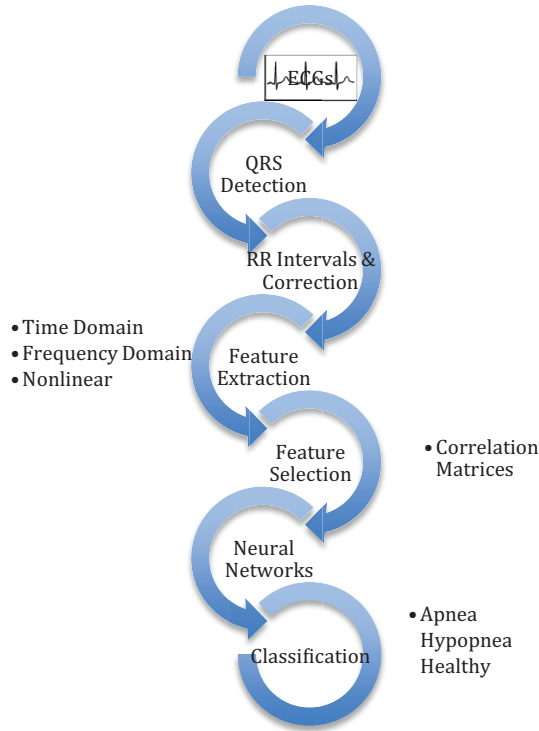 ECGs
QRS
Detection
RR Intervals &
Correction
• Time Domain
• Frequency Domain
• Nonlinear
Feature
Extraction
Feature
Selection
• Correlation
Matrices
Neural
Networks
Classification
• Apnea
Hypopnea
Healthy